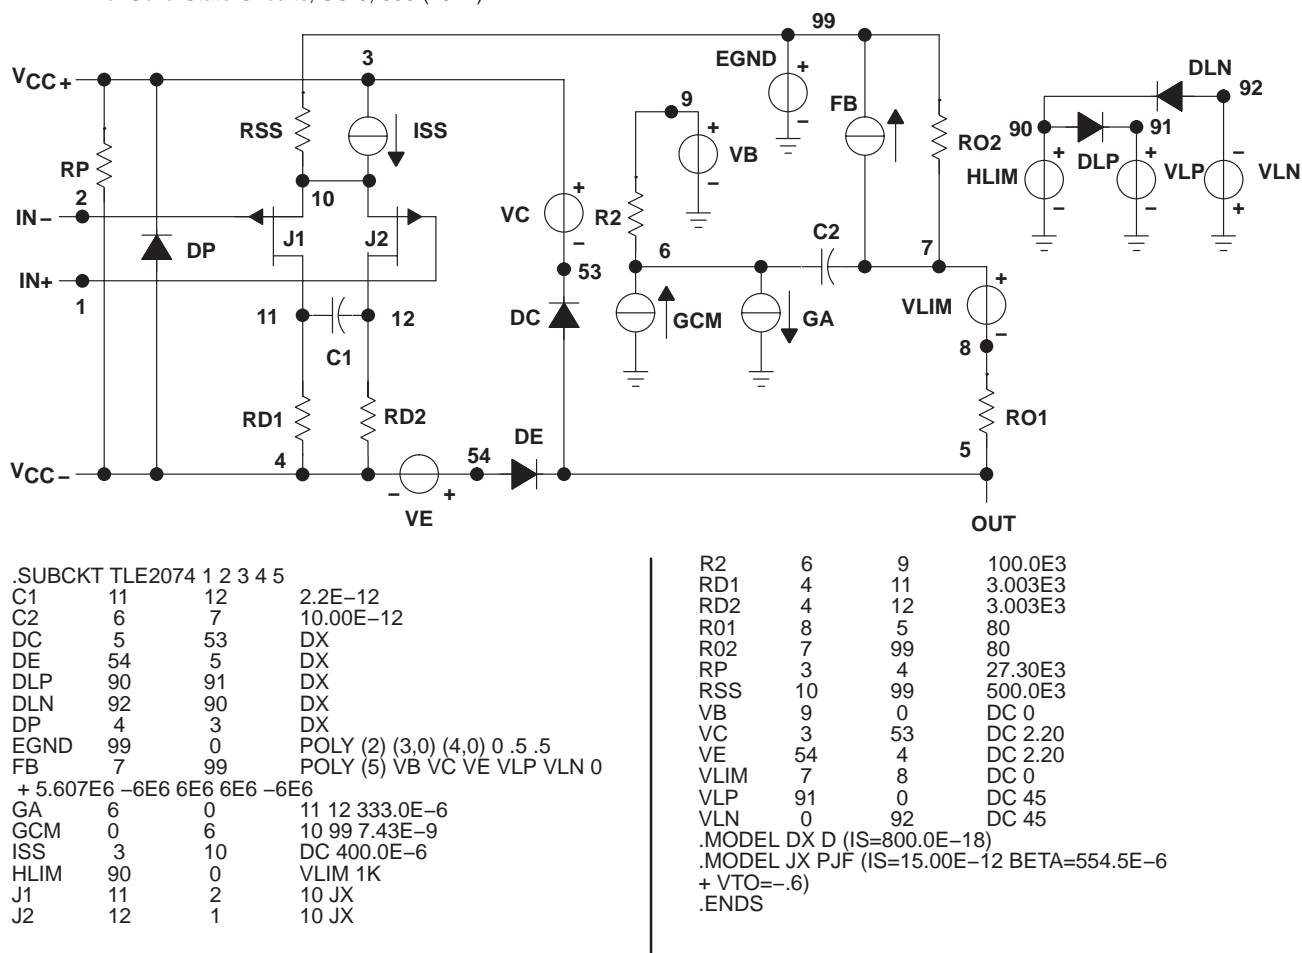 99
EGND
+
−
FB
RO2
DLN
92
90
91
DLP
HLIM
+
−
+
−
VLP
−
+
VLN
VCC+
3
RSS
ISS
RP
9
+
VB
−
10
2
IN−
J1
J2
DP
IN+
1
VC
+
−
53
R2
6
C2
7
GCM
GA
VLIM
+
−
8
11
12
C1
DC
RD1
RD2
RO1
VCC−
4
54
DE
5
−
+
VE
OUT
.SUBCKT TLE2074 1 2 3 4 5
C1 11 12 2.2E−12
C2 6 7 10.00E−12
DC 5 53 DX
DE 54 5 DX
DLP 90 91 DX
DLN 92 90 DX
DP 4 3 DX
EGND 99 0 POLY (2) (3,0) (4,0) 0 .5 .5
FB 7 99 POLY (5) VB VC VE VLP VLN 0
+ 5.607E6 −6E6 6E6 6E6 −6E6
GA 6 0 11 12 333.0E−6
GCM 0 6 10 99 7.43E−9
ISS 3 10 DC 400.0E−6
HLIM 90 0 VLIM 1K
J1 11 2 10 JX
J2 12 1 10 JX
R2 6 9 100.0E3
RD1 4 11 3.003E3
RD2 4 12 3.003E3
R01 8 5 80
R02 7 99 80
RP 3 4 27.30E3
RSS 10 99 500.0E3
VB 9 0 DC 0
VC 3 53 DC 2.20
VE 54 4 DC 2.20
VLIM 7 8 DC 0
VLP 91 0 DC 45
VLN 0 92 DC 45
.MODEL DX D (IS=800.0E−18)
.MODEL JX PJF (IS=15.00E−12 BETA=554.5E−6
+ VTO=−.6)
.ENDS